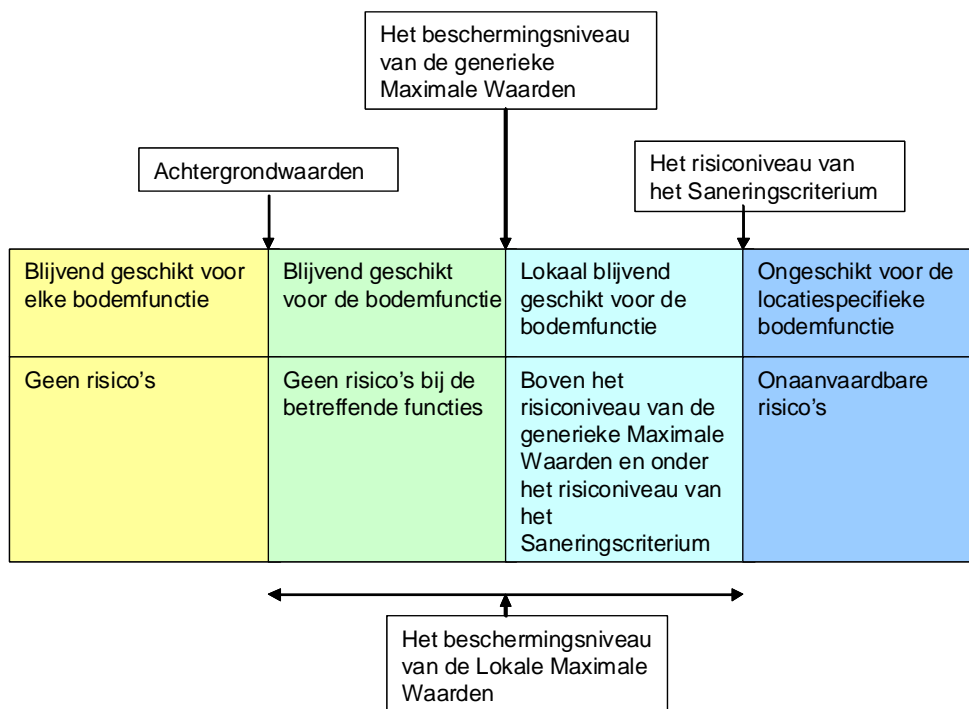 Het beschermingsniveau
van de generieke
Maximale Waarden
Achtergrondwaarden
Het risiconiveau van
het Saneringscriterium
Blijvend geschikt voor
elke bodemfunctie
Blijvend geschikt
voor de bodemfunctie
Lokaal blijvend
geschikt voor de
bodemfunctie
Ongeschikt voor de
locatiespecifieke
bodemfunctie
Geen risico's
Geen risico's bij de
betreffende functies
Boven het
risiconiveau van de
generieke Maximale
Waarden en onder
het risiconiveau van
het
Saneringscriterium
Onaanvaardbare
risico's
Het beschermingsniveau
van de Lokale Maximale
Waarden